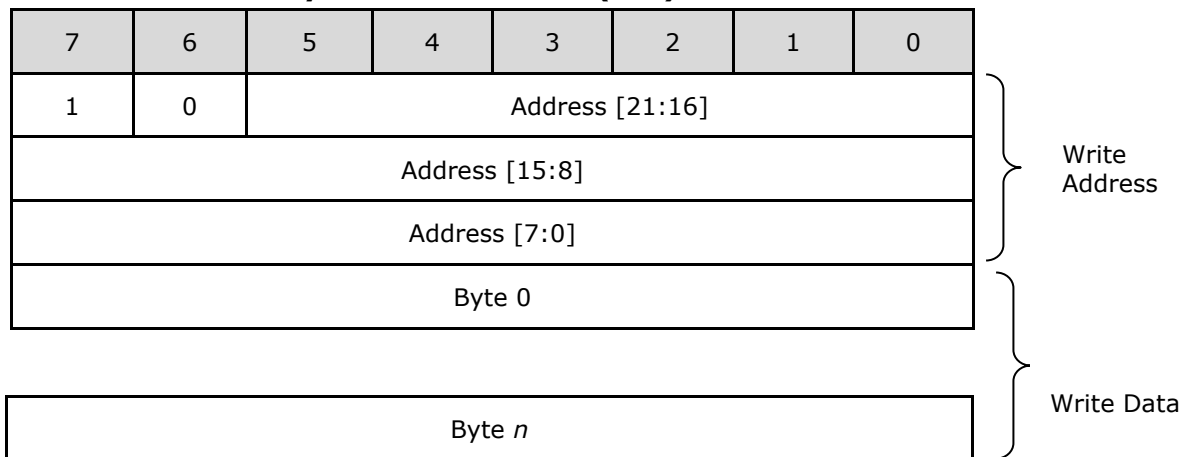 7 6 5 4 3 2 1 0
1 0 Address [21:16]
Address [15:8]
Write
Address
Address [7:0]
Byte 0
Write Data
Byte n